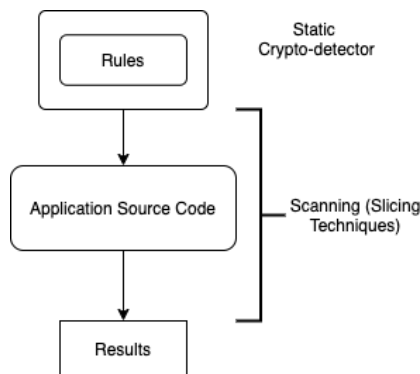 Static
Crypto-detector
Rules
Application Source Code
Scanning (Slicing
Techniques)
Results